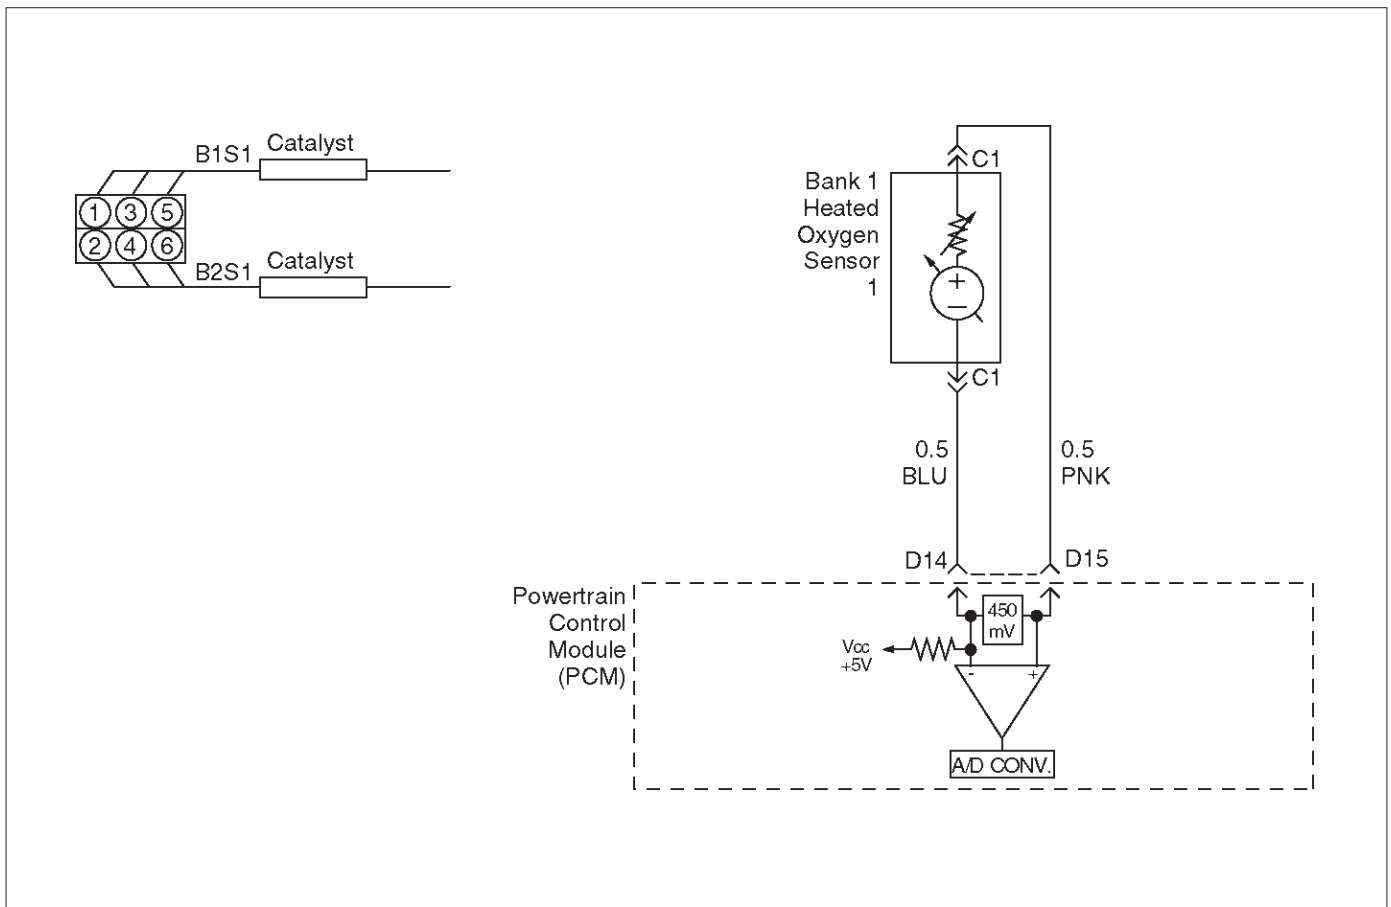 B1S1
Catalyst
1 3 5
2 4 6
B2S1
Catalyst
C1
Bank 1
Heated
Oxygen
Sensor
1
+
—
C1
0.5
BLU
0.5
PNK
D14
D15
Powertrain
Control
Module
(PCM)
450
mV
Vcc
+5V
- +
A/D CONV.